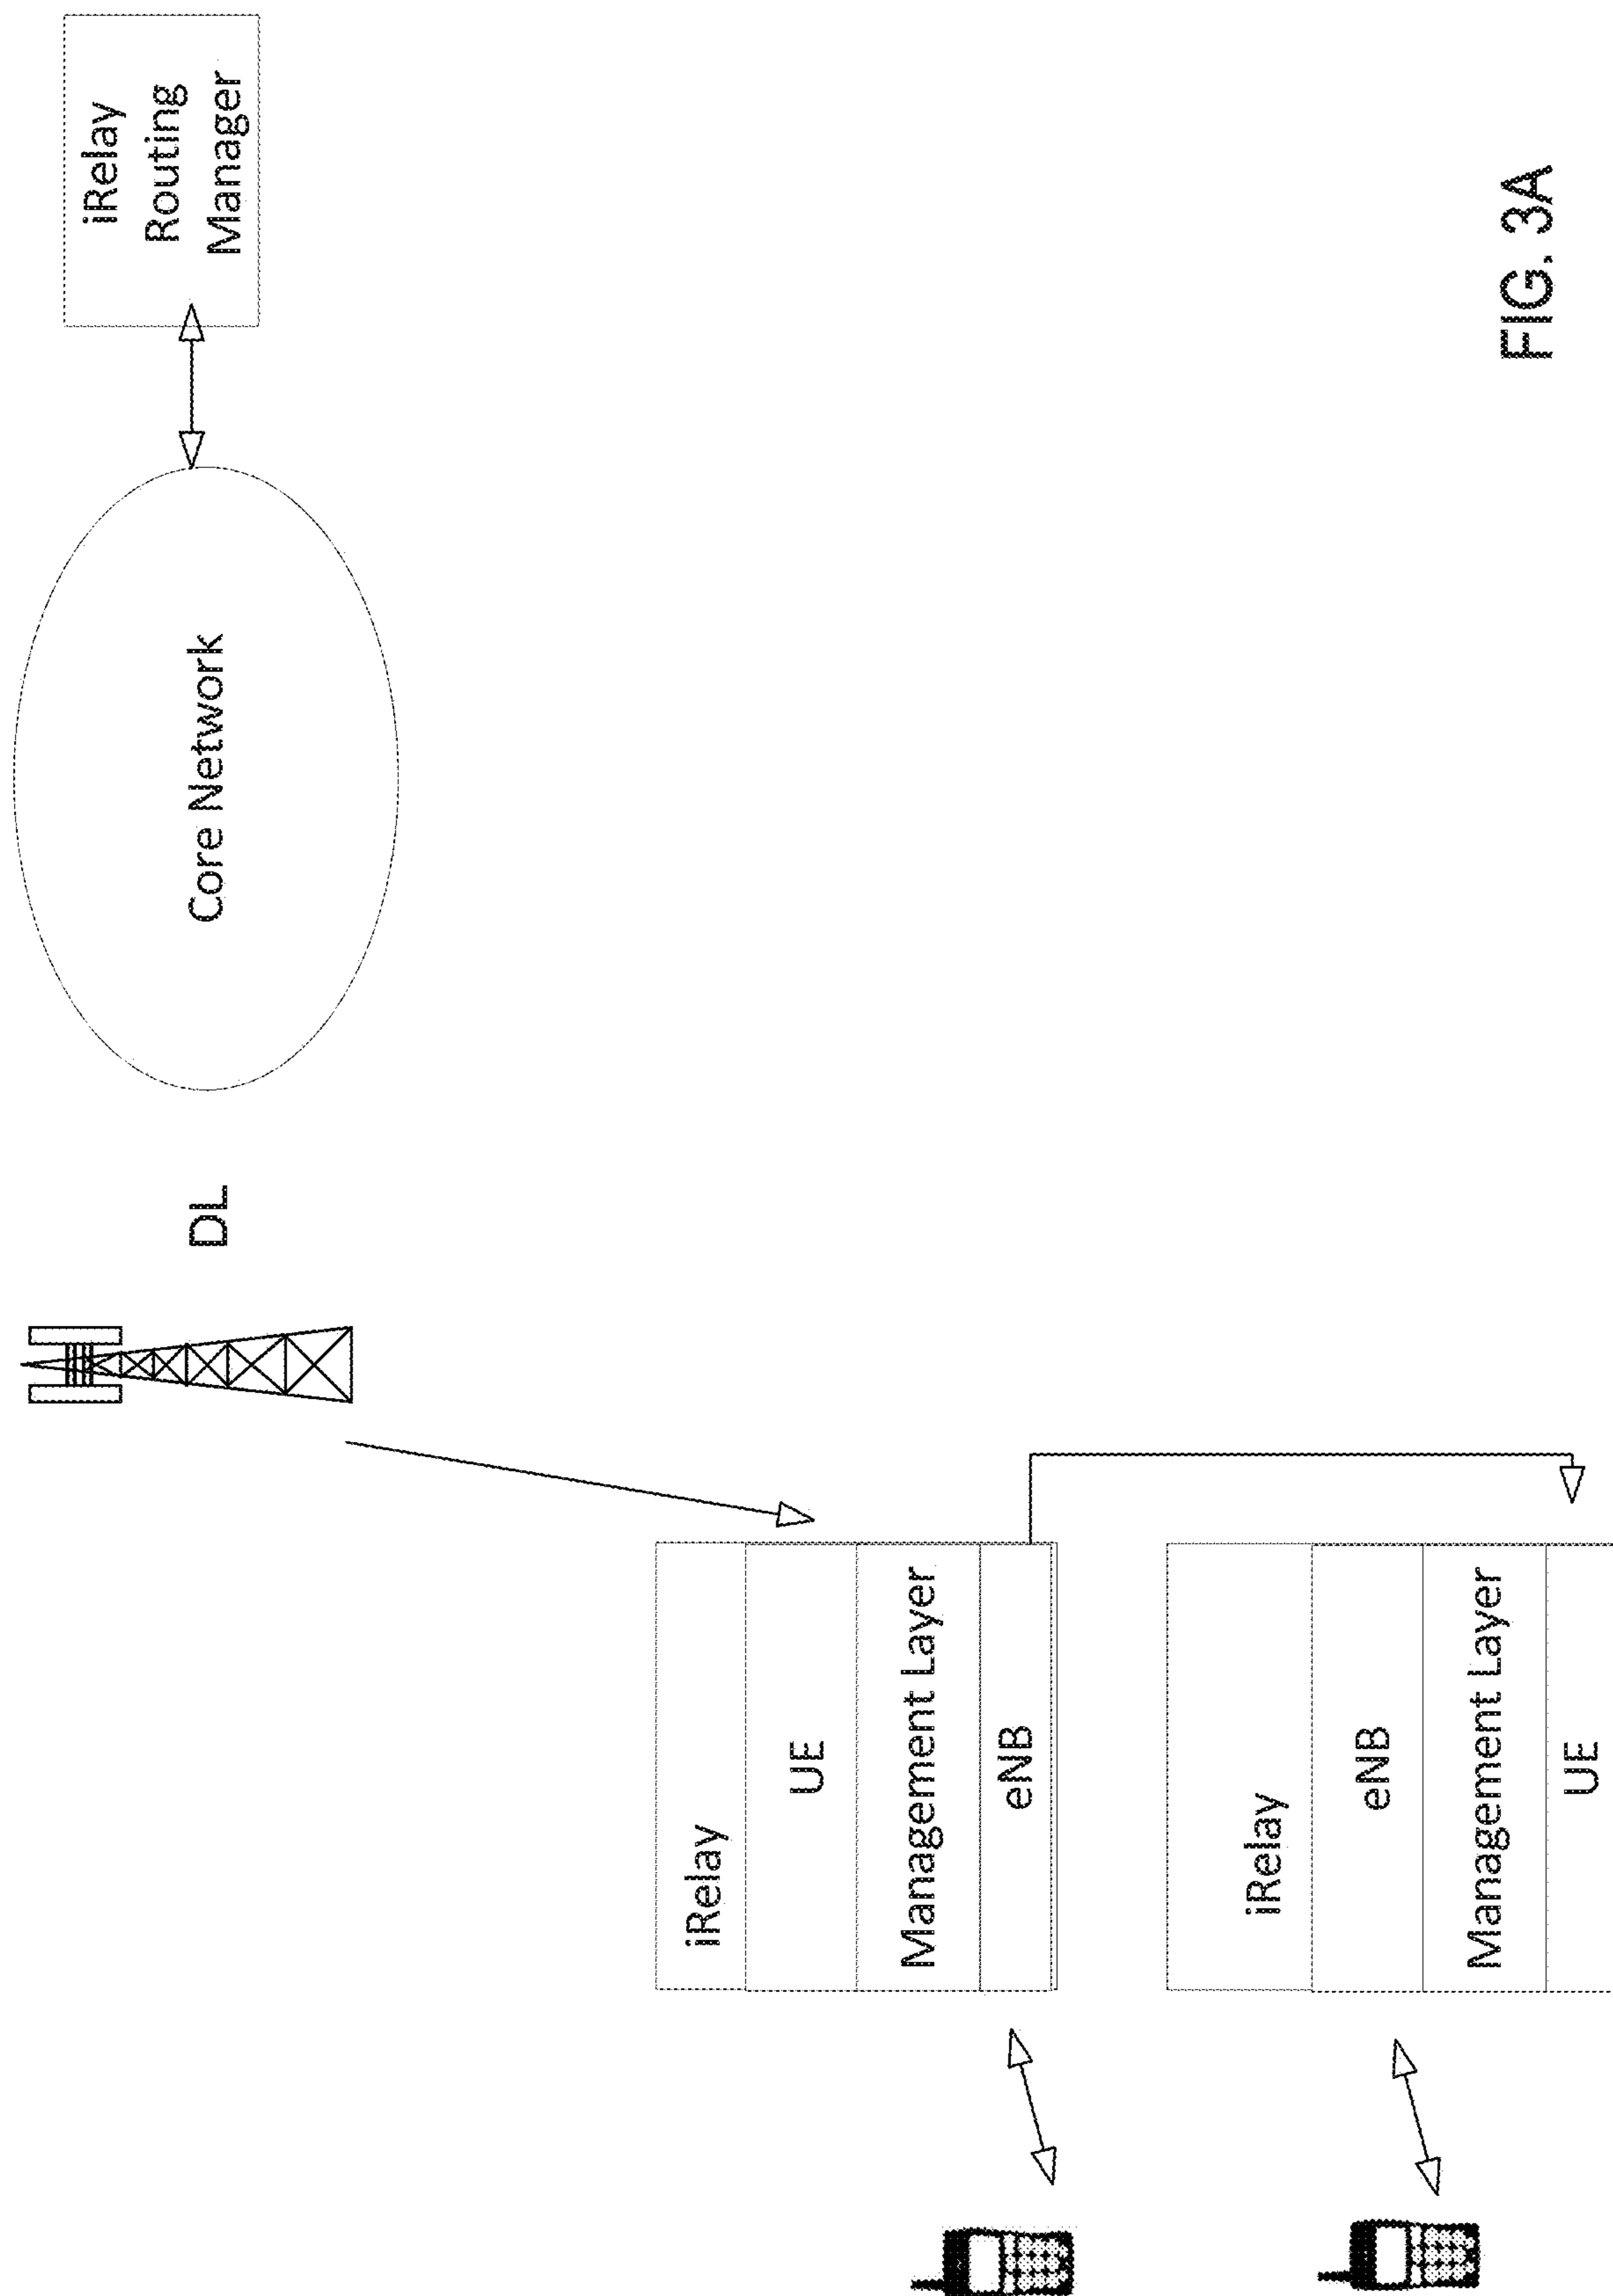 DL
Core Network
iRelay
Routing
Manager
iRelay
UE
Management Layer
eNB
iRelay
eNB
Management Layer
UE
FIG. 3A